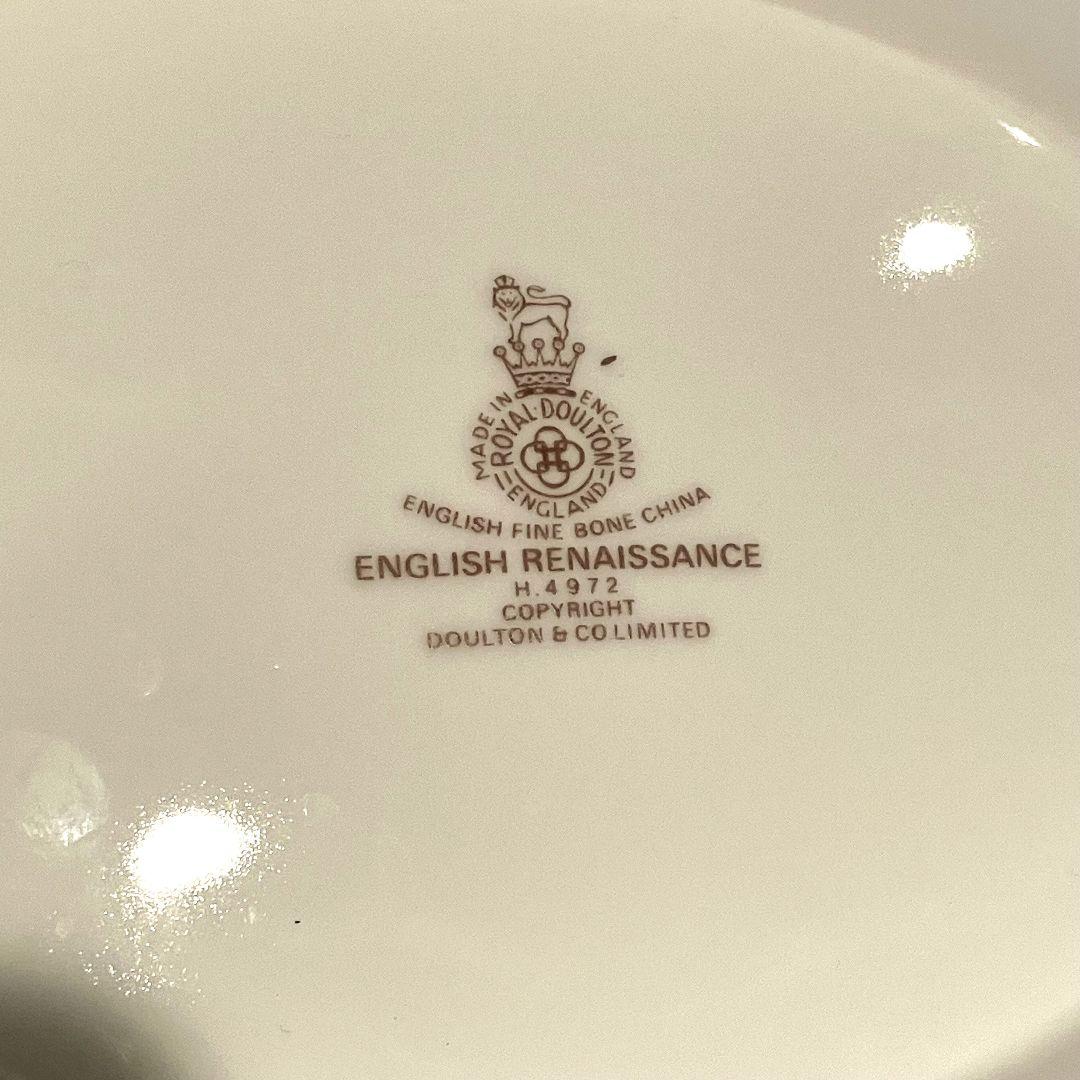 MADE IN ENGLAND
ROYAL·DOULTON
ENGLAND
ENGLISH FINE BONE CHINA
ENGLISH RENAISSANCE
H.4972
COPYRIGHT
DOULTON & CO LIMITED